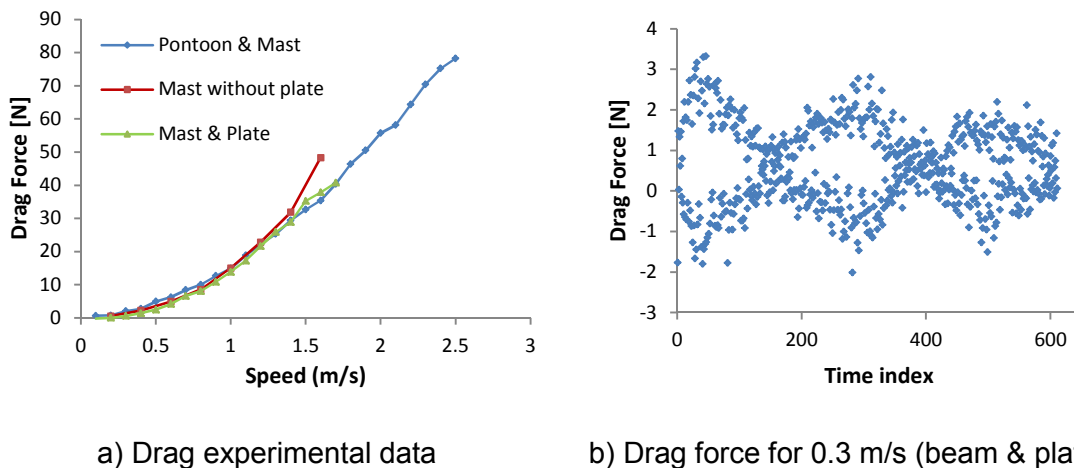 90
80
70
60
50
40
30
20
10
0
Drag Force [N]
Pontoon & Mast
Mast without plate
Mast & Plate
0 0.5 1 1.5 2 2.5 3
Speed (m/s)
a) Drag experimental data
4
3
2
1
0
-1
-2
-3
Drag Force [N]
0 200 400 600
Time index
b) Drag force for 0.3 m/s (beam & pla